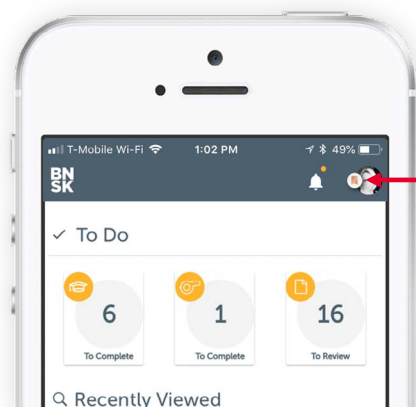 T-Mobile Wi-Fi 1:02 PM 49%
BN
SK
To Do
6 1 16
To Complete To Complete To Review
Recently Viewed